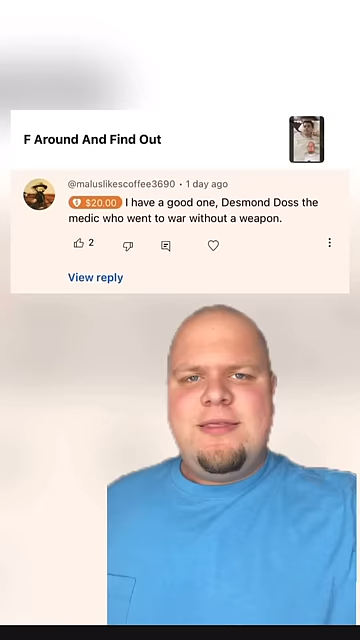 F Around And Find Out
@maluslikescoffee3690 • 1 day ago
$20.00 I have a good one, Desmond Doss the
medic who went to war without a weapon.
2
View reply